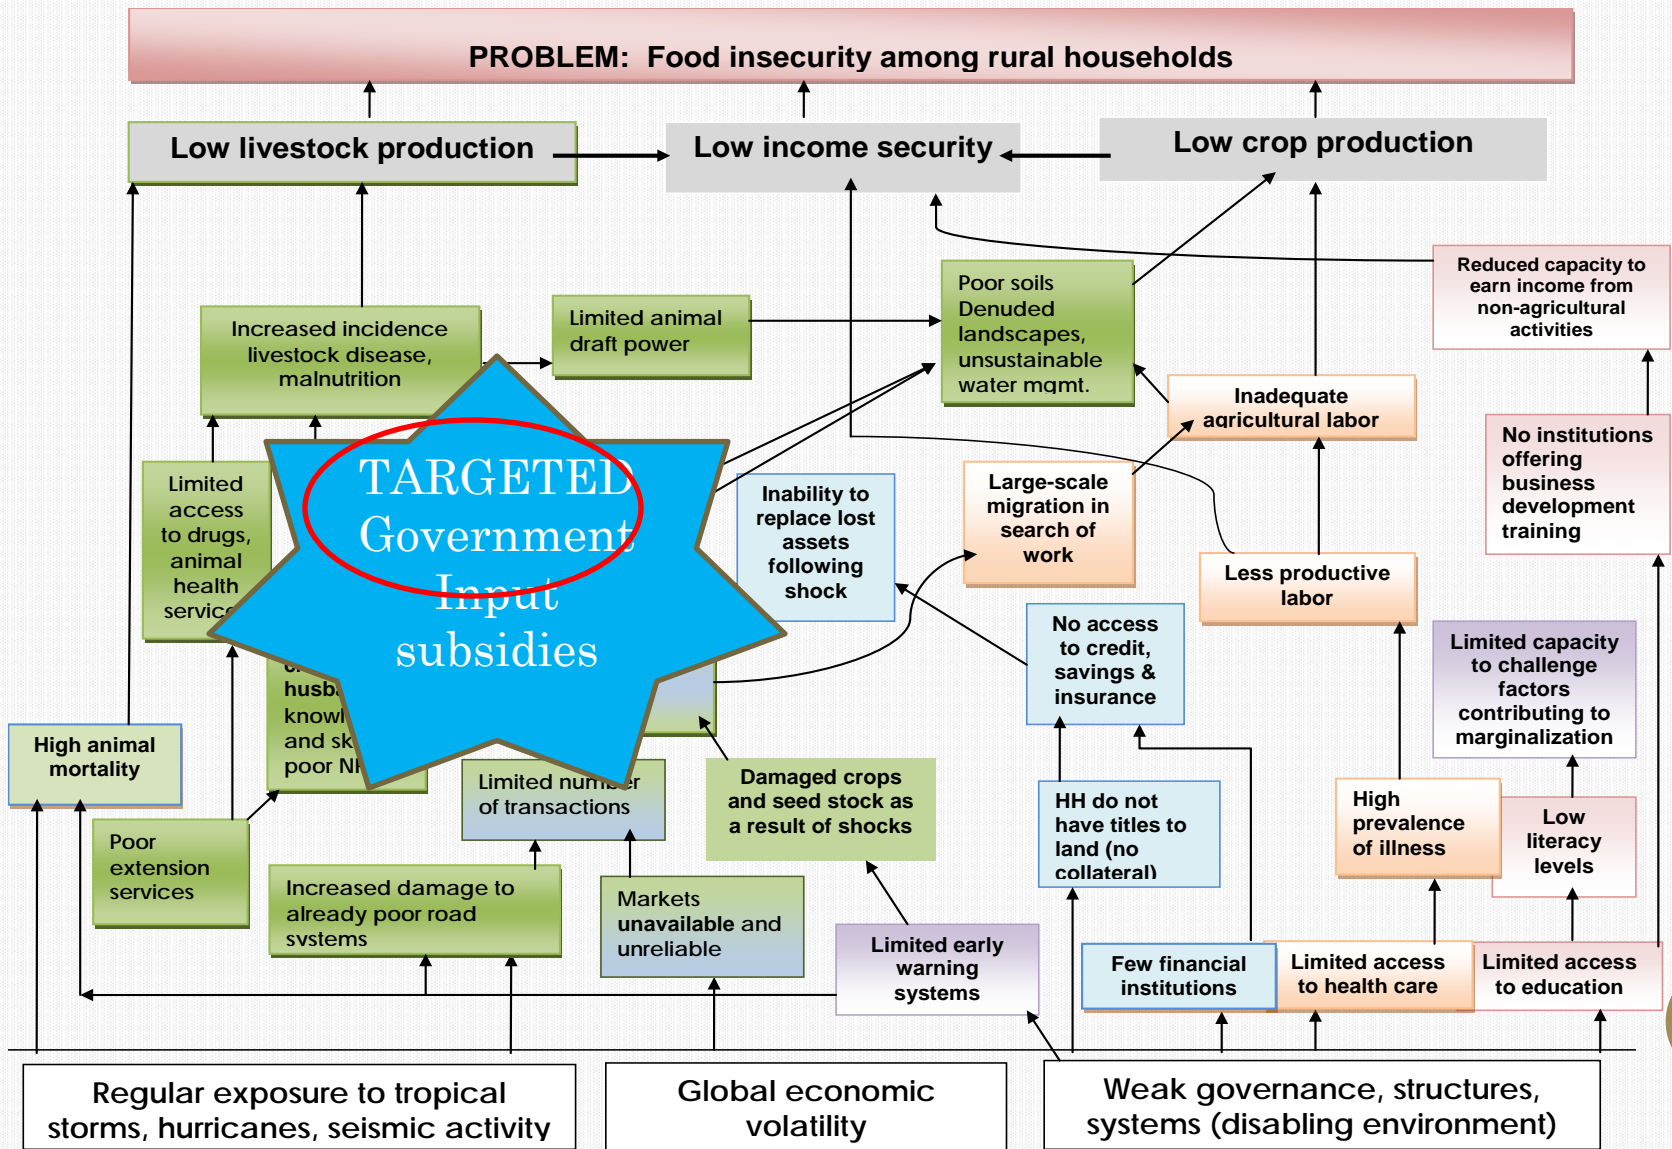 PROBLEM:  Food insecurity among rural households
Low livestock production
Low income security
Low crop production
Reduced capacity to
earn income from
non-agricultural
activities
Poor soils
Denuded
landscapes,
unsustainable
water mgmt.
Increased incidence
livestock disease,
malnutrition
Limited animal
draft power
Inadequate
agricultural labor
No institutions
offering
business
development
training
TARGETED
Government
Input
subsidies
Limited
access
to drugs,
animal
health
Inability to
replace lost
assets
following
shock
Large-scale
migration in
search of
work
Less productive
labor
No access
to credit,
savings &
insurance
Limited capacity
to challenge
factors
contributing to
marginalization
and
poor
High animal
mortality
Limited number
of transactions
Damaged crops
and seed stock as
a result of shocks
HH do not
have titles to
land (no
collateral)
High
prevalence
of illness
Low
literacy
levels
Poor
extension
services
Increased damage to
already poor road
systems
Markets
unavailable and
unreliable
Limited early
warning
systems
Few financial
institutions
Limited access
to health care
Limited access
to education
Regular exposure to tropical
storms, hurricanes, seismic activity
Global economic
volatility
Weak governance, structures,
systems (disabling environment)